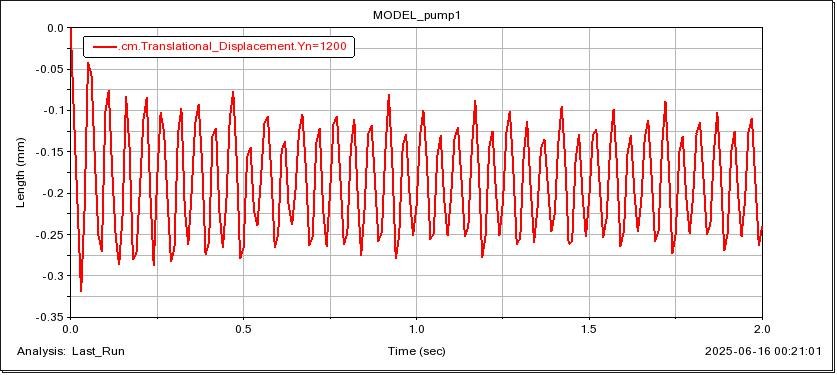 MODEL_pump1
.cm.Translational_Displacement.Yn=1200
Length (mm)
0.0
-0.05
-0.1
-0.15
-0.2
-0.25
-0.3
-0.35
0.0 0.5 1.0 1.5 2.0
Analysis: Last_Run Time (sec) 2025-06-16 00:21:01